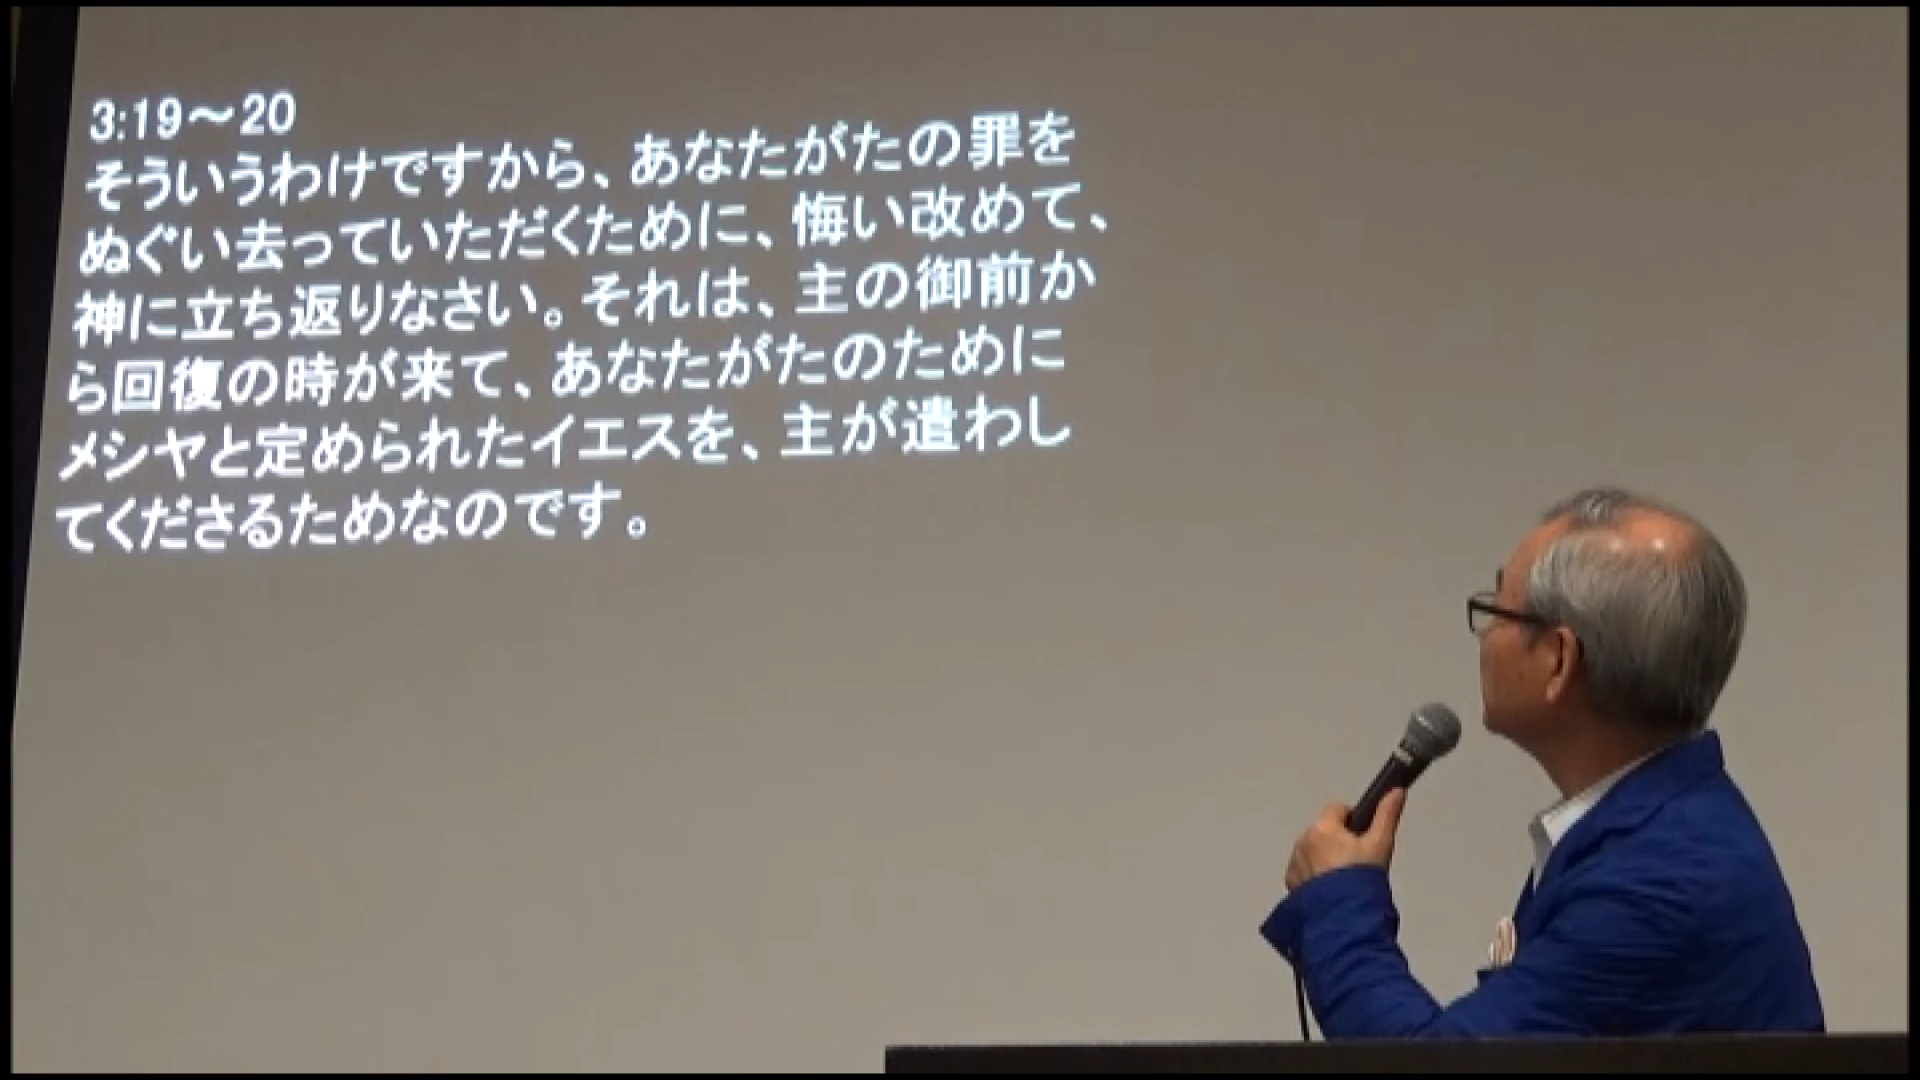 3:19～20
そういうわけですから、あなたがたの罪を
ぬぐい去っていただくために、悔い改めて、
神に立ち返りなさい。それは、主の御前か
ら回復の時が来て、あなたがたのために
メシヤと定められたイエスを、主が遣わし
てくださるためなのです。